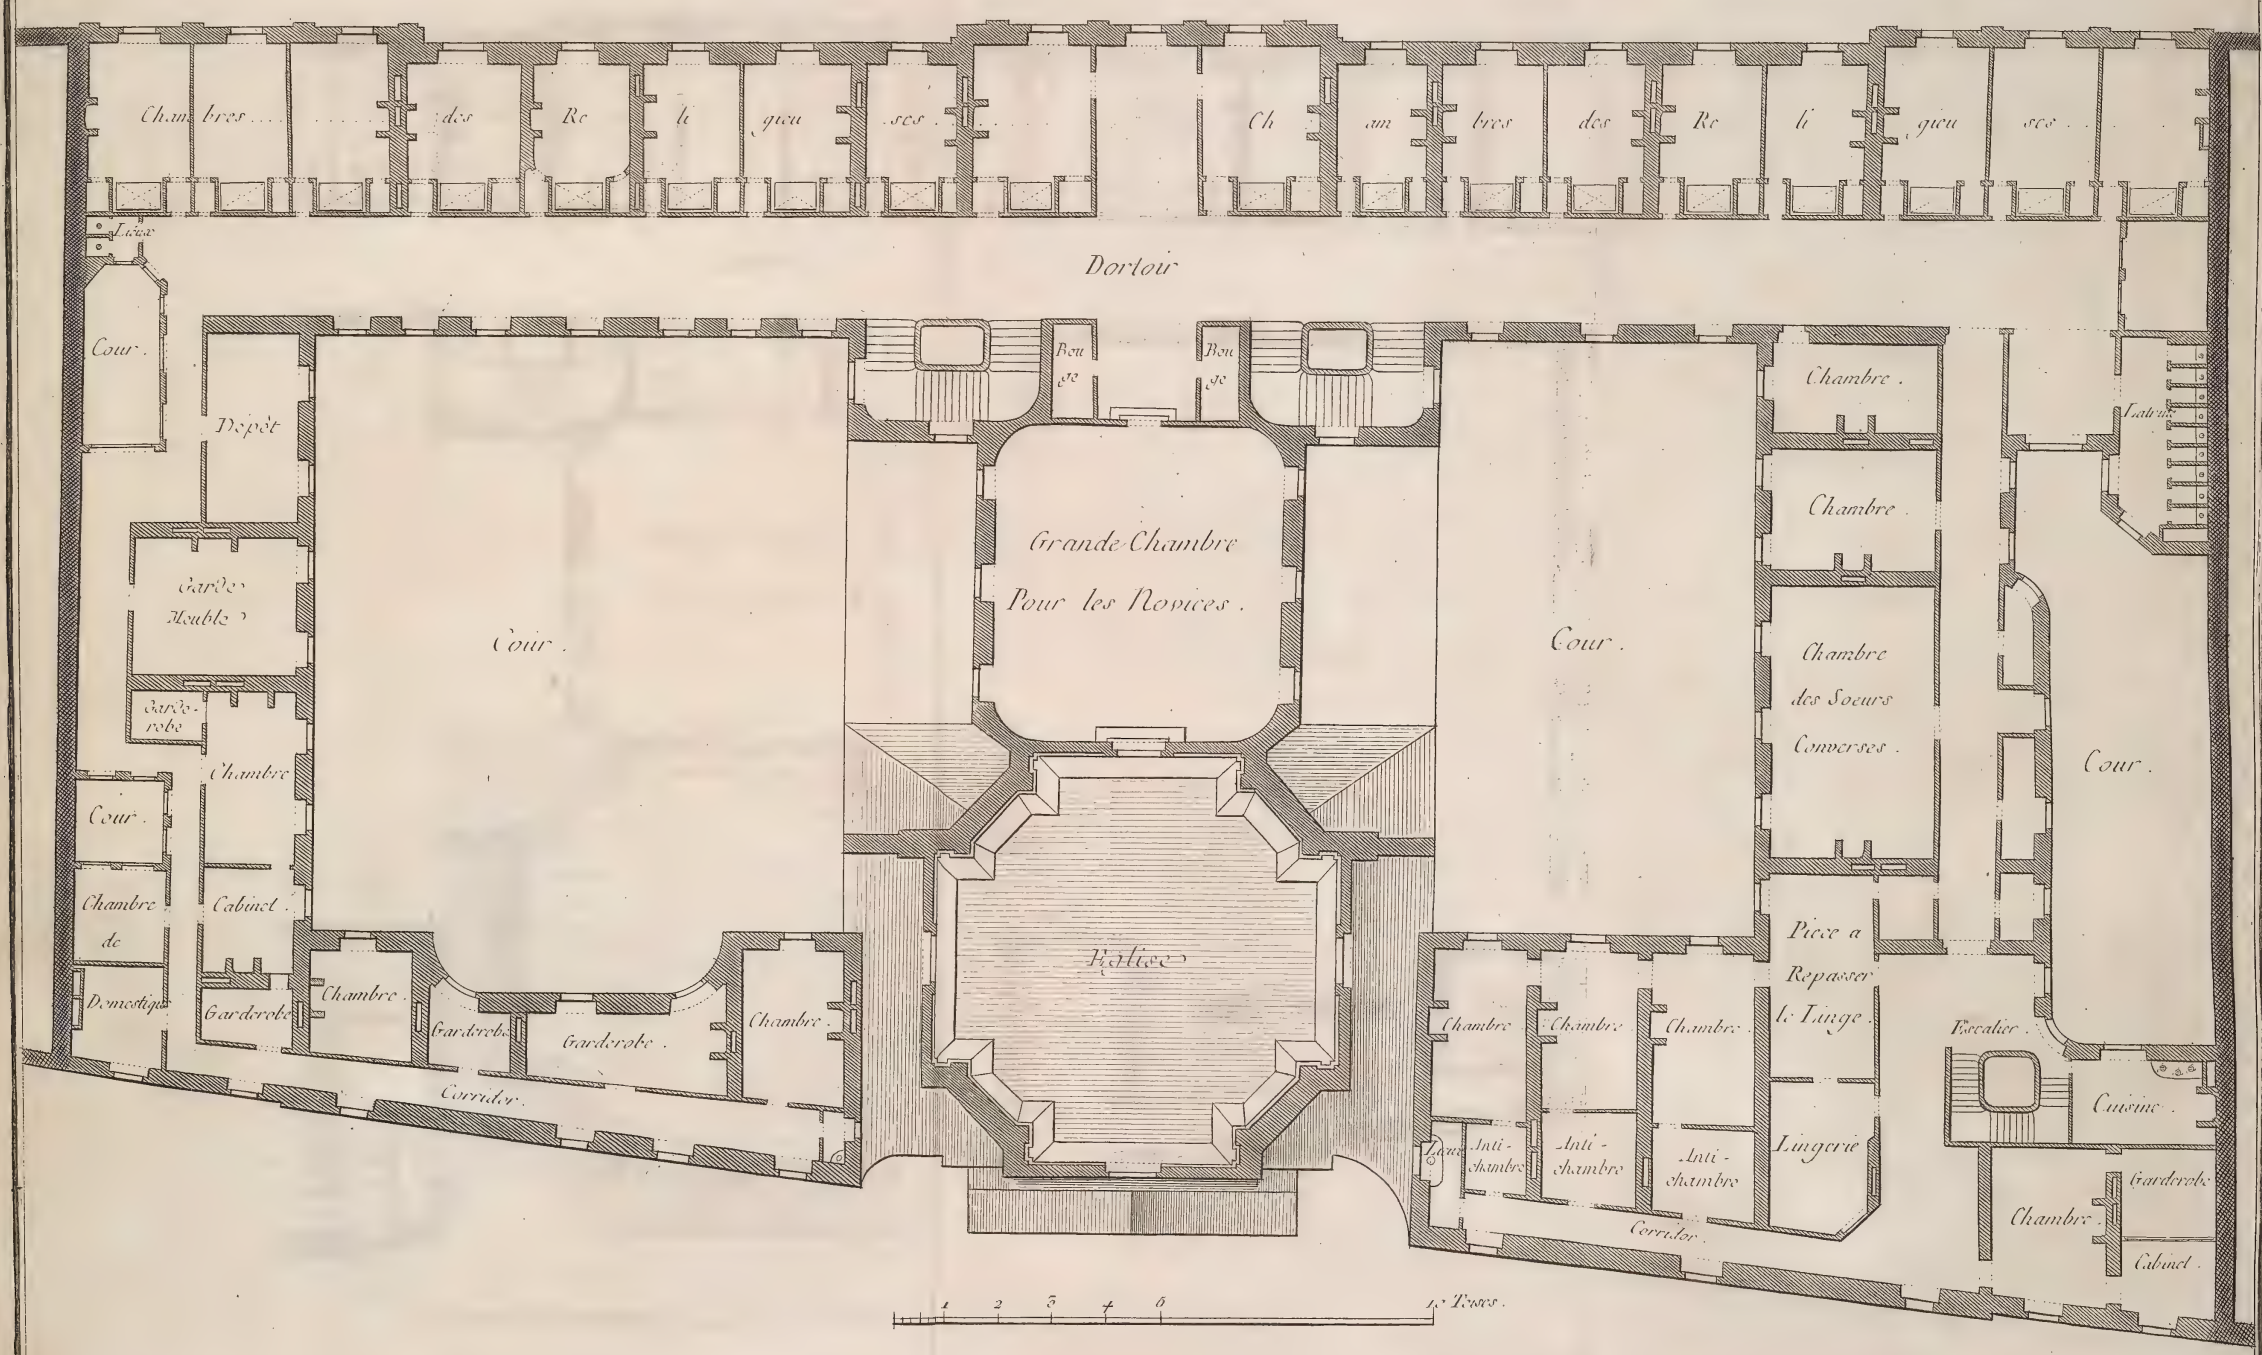 Chambres .... ..... des Re li gieu ses . ....
Ch am bres des Re li gieu ses . . .
Lieux
Dortoir
Cour .
Bou
ge
Bou
ge
Chambre .
Latrine
Dépôt
Chambre .
Grande Chambre
Pour les Novices .
Garde
Meuble
Cour .
Cour .
Chambre
des Soeurs
Converses .
Garde-
robe
Chambre
Cour .
Cour .
Chambre
de
Domestique
Cabinet .
Garderobe
Chambre .
Garderobe
Garderobe .
Chambre .
Corridor .
Eglise
Piece a
Repasser
le Linge .
Escalier .
Chambre
Chambre
Chambre
Lieux
Anti-
chambre
Anti-
chambre
Anti-
chambre
Lingerie
Cuisine .
Garderobe
Chambre .
Cabinet .
Corridor .
1 2 3 4 5 10 Toises .